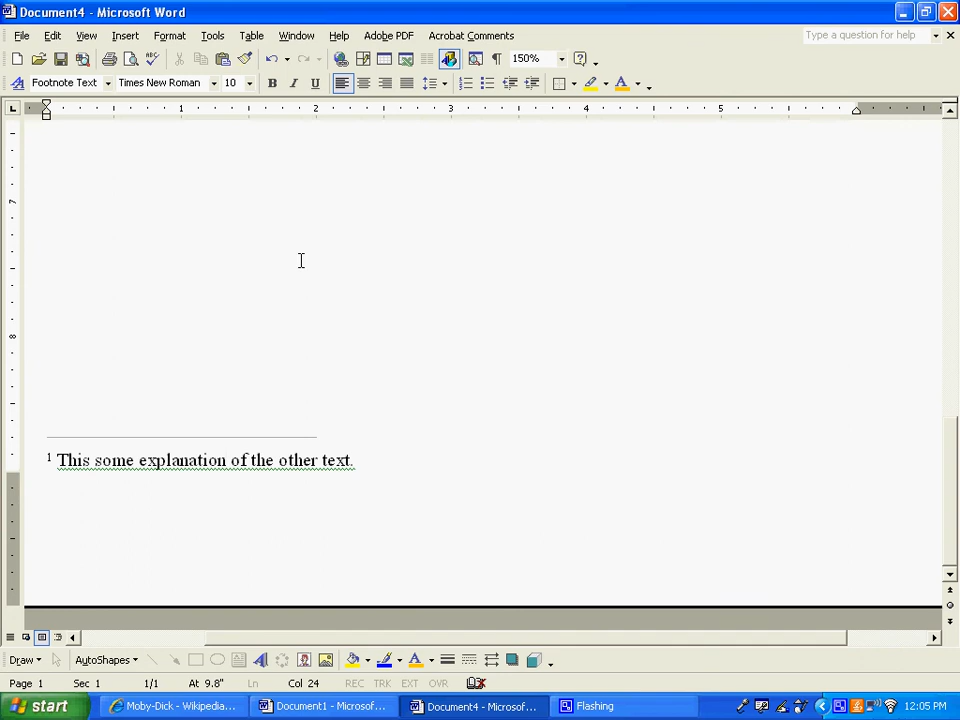 Document4 - Microsoft Word
File Edit View Insert Format Tools Table Window Help Adobe PDF Acrobat Comments
Type a question for help
150%
Footnote Text Times New Roman 10 B I U
1 2 3 4 5
7
8
1 This some explanation of the other text.
Draw AutoShapes
Page 1 Sec 1 1/1 At 9.8" Ln Col 24 REC TRK EXT OVR
start Moby-Dick - Wikipedia... Document1 - Microsof... Document4 - Microsof... Flashing 12:05 PM